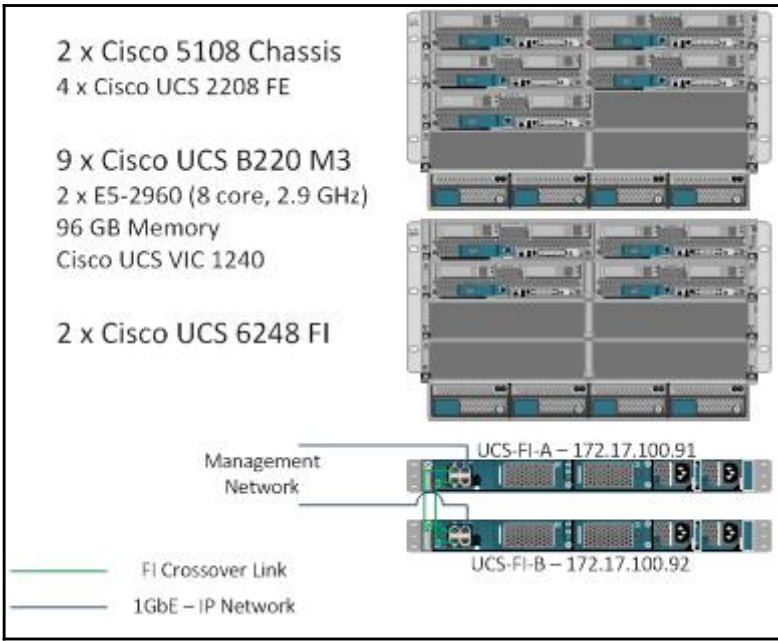 2 x Cisco 5108 Chassis
4 x Cisco UCS 2208 FE
9 x Cisco UCS B220 M3
2 x E5-2960 (8 core, 2.9 GHz)
96 GB Memory
Cisco UCS VIC 1240
2 x Cisco UCS 6248 FI
UCS-FI-A – 172.17.100.91
Management
Network
UCS-FI-B – 172.17.100.92
FI Crossover Link
1GbE – IP Network